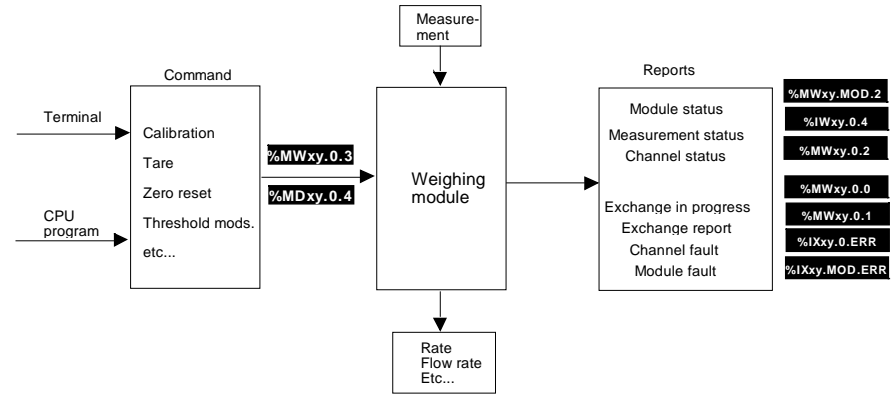 Measure-
ment
Command
Reports
Terminal
CPU
program
Calibration
Tare
Zero reset
Threshold mods.
etc...
%MWxy.0.3
%MDxy.0.4
Weighing
module
Module status
Measurement status
Channel status
Exchange in progress
Exchange report
Channel fault
Module fault
%MWxy.MOD.2
%IWxy.0.4
%MWxy.0.2
%MWxy.0.0
%MWxy.0.1
%IXxy.0.ERR
%IXxy.MOD.ERR
Rate
Flow rate
Etc...